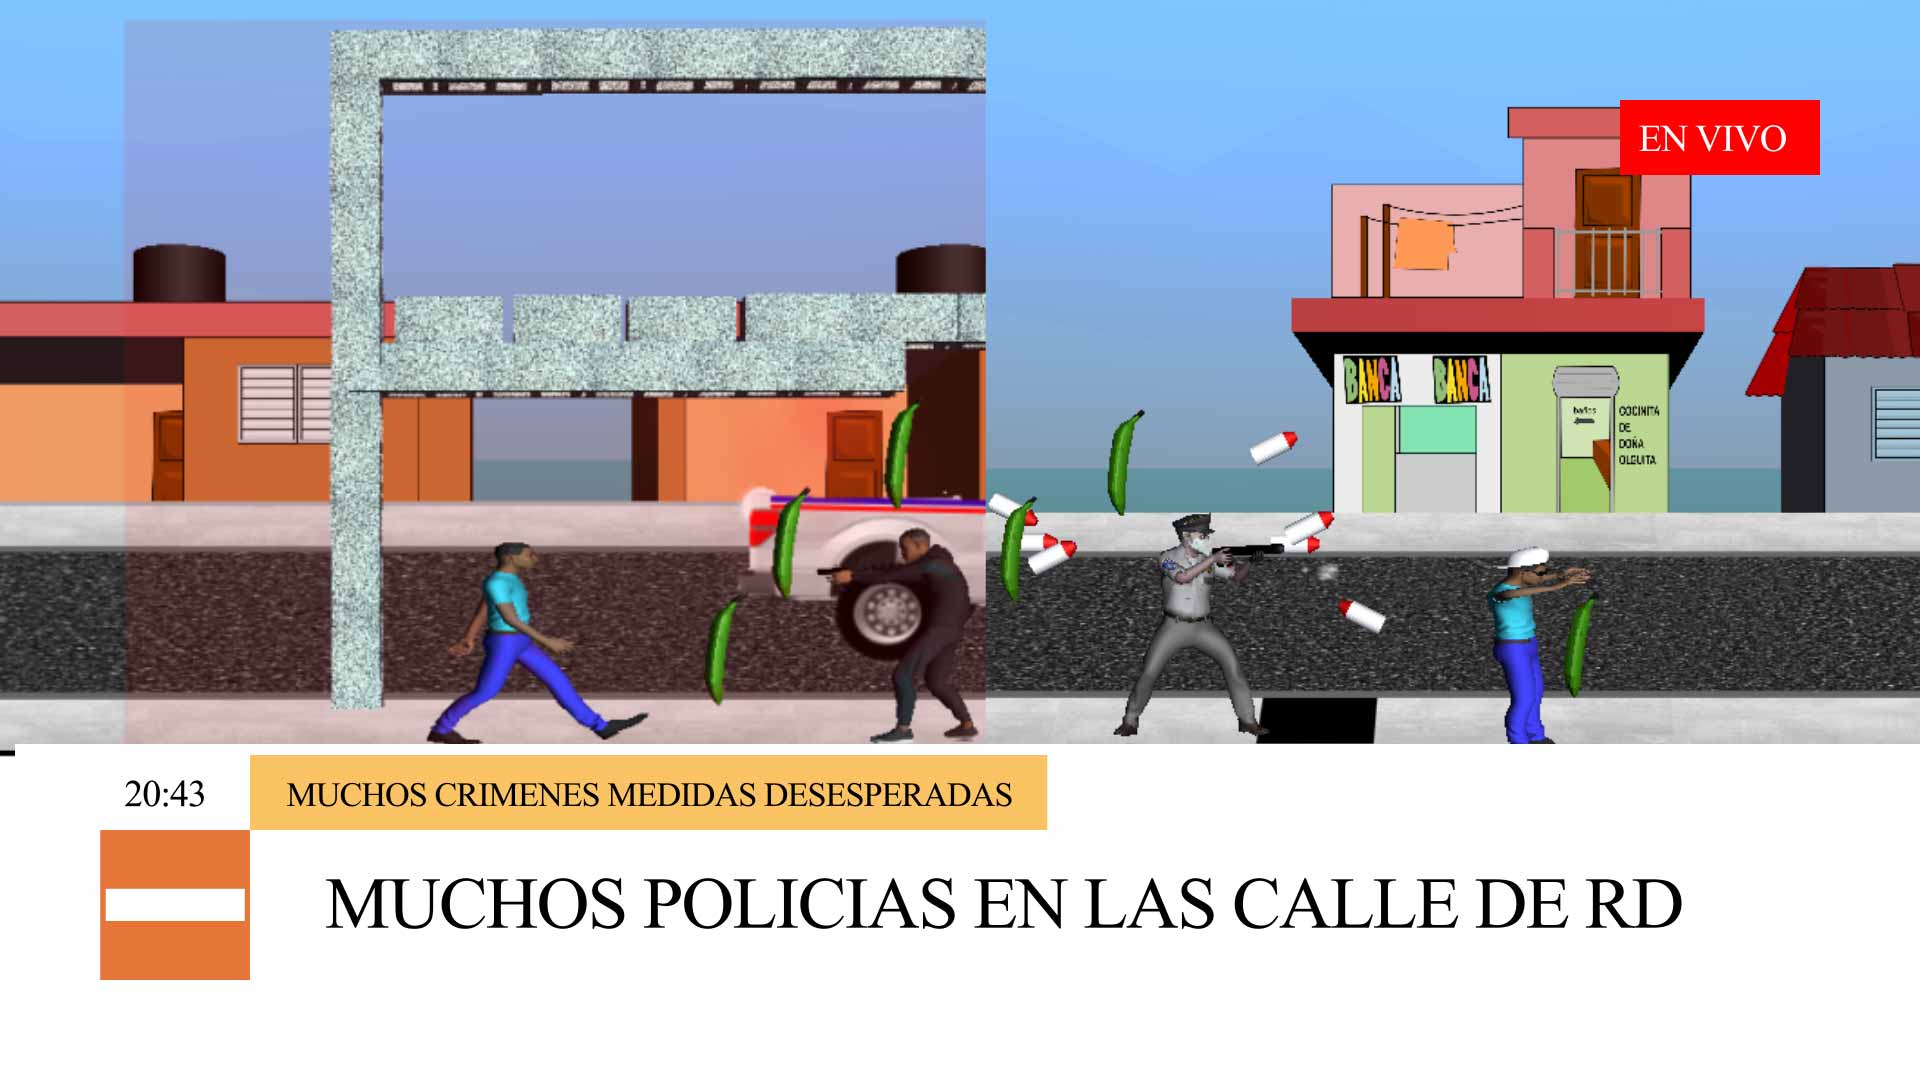 EN VIVO
BANCA BANCA
baños
COCINITA
DE
DOÑA
OLGUITA
20:43
MUCHOS CRIMENES MEDIDAS DESESPERADAS
MUCHOS POLICIAS EN LAS CALLE DE RD